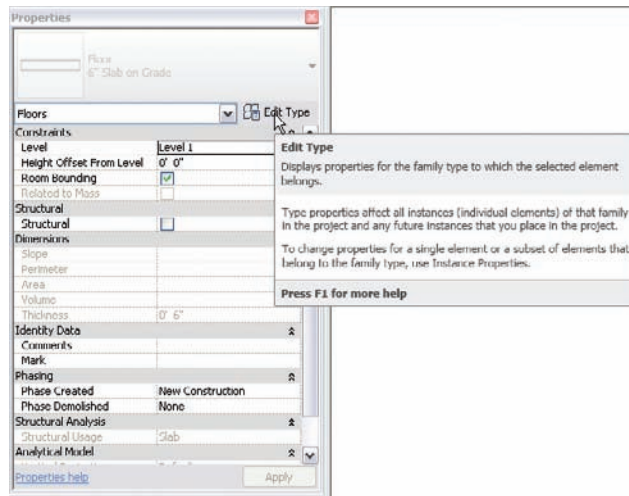 Properties
Floor
6" Slab on Grade
Floors
Edit Type
Constraints
Level Level 1
Height Offset From Level 0' 0"
Room Bounding
Related to Mass
Structural
Structural
Dimensions
Slope
Perimeter
Area
Volume
Thickness 0' 6"
Identity Data
Comments
Mark
Phasing
Phase Created New Construction
Phase Demolished None
Structural Analysis
Structural Usage Slab
Analytical Model
Properties help
Apply
Edit Type
Displays properties for the family type to which the selected element
belongs.
Type properties affect all instances (individual elements) of that family
in the project and any future instances that you place in the project.
To change properties for a single element or a subset of elements that
belong to the family type, use Instance Properties.
Press F1 for more help